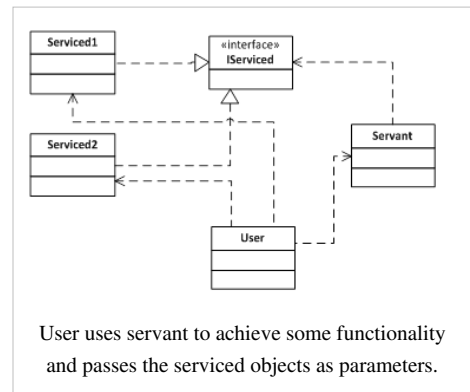 Serviced1
«interface»
IServiced
Serviced2
Servant
User
User uses servant to achieve some functionality
and passes the serviced objects as parameters.